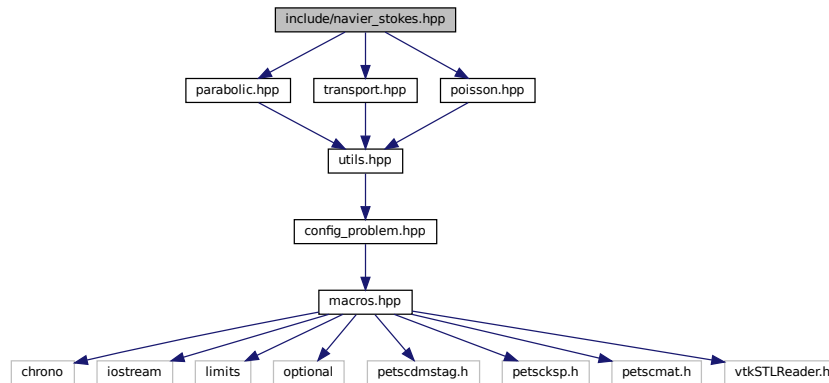 include/navier_stokes.hpp
parabolic.hpp
transport.hpp
poisson.hpp
utils.hpp
config_problem.hpp
macros.hpp
chrono
iostream
limits
optional
petscdmstag.h
petscksp.h
petscmat.h
vtkSTLReader.h